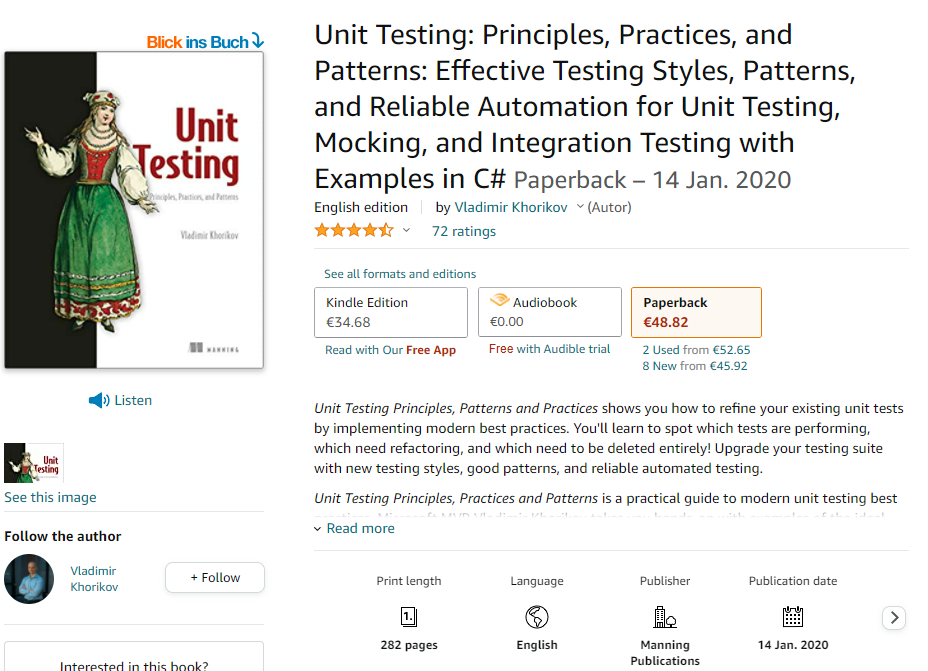 Blick ins Buch
Unit
Testing
Principles, Practices, and Patterns
Vladimir Khorikov
MANNING
Listen
Unit
Testing
See this image
Follow the author
Vladimir
Khorikov
+ Follow
Interested in this book?
Unit Testing: Principles, Practices, and
Patterns: Effective Testing Styles, Patterns,
and Reliable Automation for Unit Testing,
Mocking, and Integration Testing with
Examples in C# Paperback – 14 Jan. 2020
English edition by Vladimir Khorikov (Autor)
72 ratings
See all formats and editions
Kindle Edition
€34.68
Read with Our Free App
Audiobook
€0.00
Free with Audible trial
Paperback
€48.82
2 Used from €52.65
8 New from €45.92
Unit Testing Principles, Patterns and Practices shows you how to refine your existing unit tests
by implementing modern best practices. You'll learn to spot which tests are performing,
which need refactoring, and which need to be deleted entirely! Upgrade your testing suite
with new testing styles, good patterns, and reliable automated testing.
Unit Testing Principles, Practices and Patterns is a practical guide to modern unit testing best
Read more
Print length
1.
282 pages
Language
English
Publisher
Manning
Publications
Publication date
14 Jan. 2020